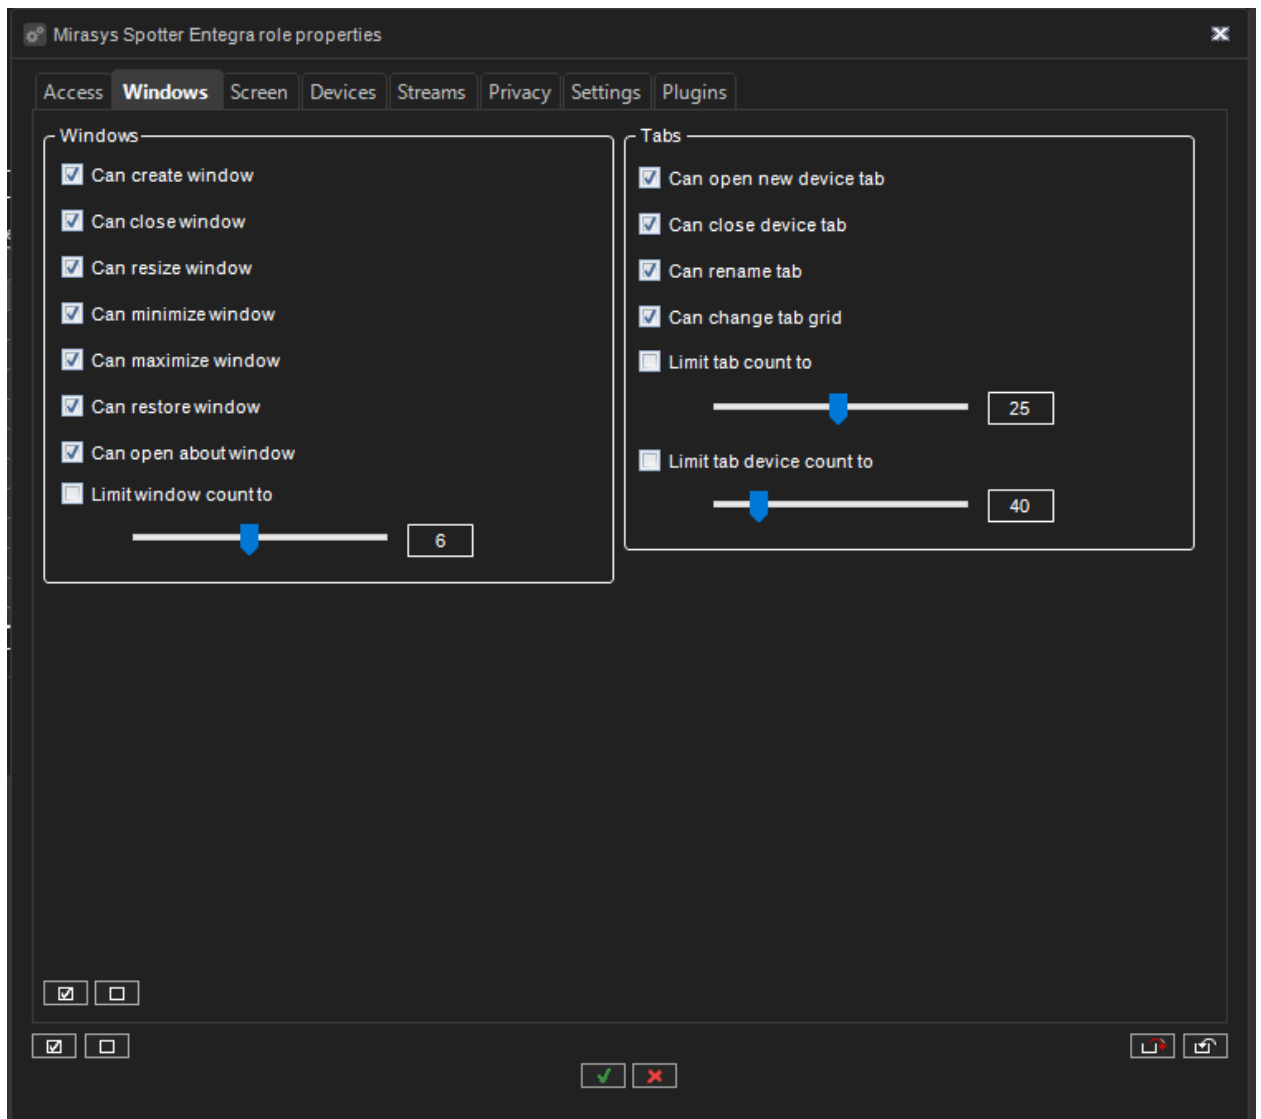 Mirasys Spotter Entegra role properties
Access Windows Screen Devices Streams Privacy Settings Plugins
Windows
Can create window
Can close window
Can resize window
Can minimize window
Can maximize window
Can restore window
Can open about window
Limit window count to
6
Tabs
Can open new device tab
Can close device tab
Can rename tab
Can change tab grid
Limit tab count to
25
Limit tab device count to
40